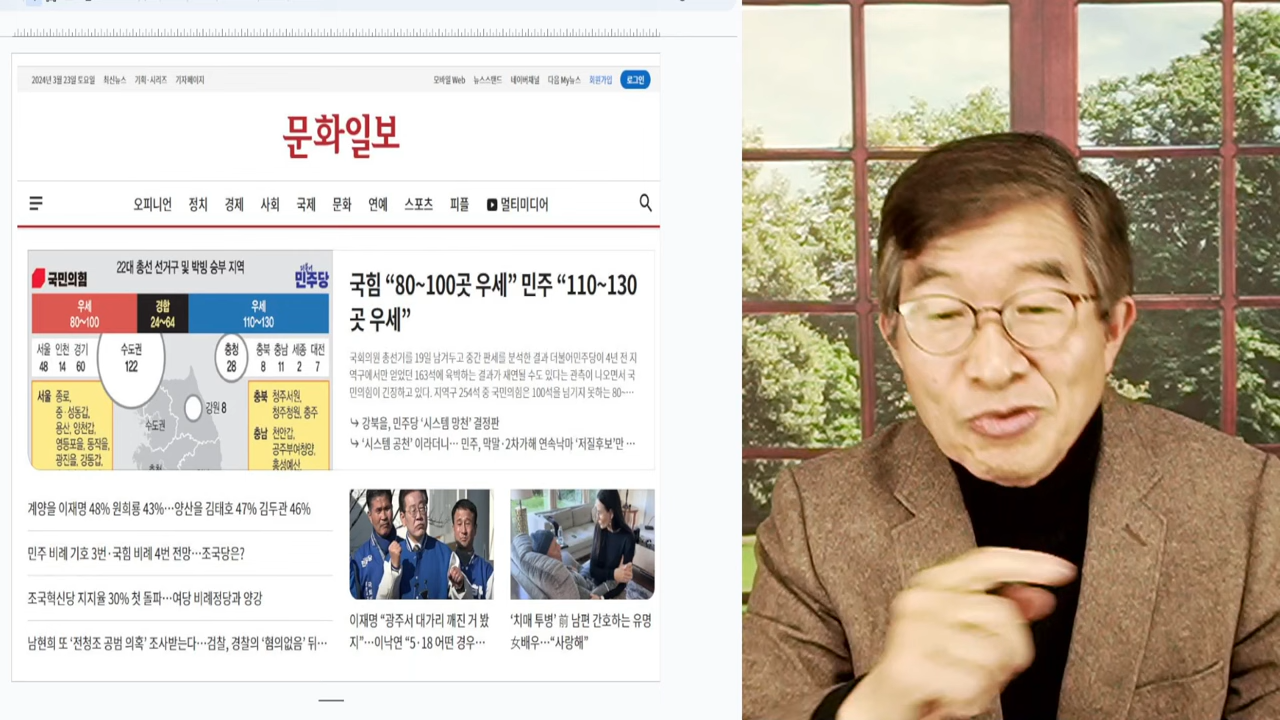 2024년 3월 23일 토요일 최신뉴스 기획·시리즈 기자페이지
모바일 Web 뉴스스탠드 네이버채널 다음 My뉴스 회원가입 로그인
문화일보
오피니언 정치 경제 사회 국제 문화 연예 스포츠 피플 멀티미디어
국민의힘
22대 총선 선거구 및 박빙 승부 지역
더불어
민주당
우세
80~100
경합
24~64
우세
110~130
서울 인천 경기
48 14 60
수도권
122
충청
28
충북 충남 세종 대전
8 11 2 7
서울 종로,
중·성동갑,
용산, 양천갑,
영등포을, 동작을,
광진을, 강동갑,
수도권
강원 8
충북 청주서원,
청주청원, 충주
충남 천안갑,
공주부여청양,
홍성예산,
국힘 “80~100곳 우세” 민주 “110~130
곳 우세”
국회의원 총선거를 19일 남겨두고 중간 판세를 분석한 결과 더불어민주당이 4년 전 지
역구에서만 얻었던 163석에 육박하는 결과가 재연될 수도 있다는 관측이 나오면서 국
민의힘이 긴장하고 있다. 지역구 254석 중 국민의힘은 100석을 넘기지 못하는 80~…
↪ 강북을, 민주당 ‘시스템 망천’ 결정판
↪ ‘시스템 공천’ 이라더니… 민주, 막말·2차가해 연속낙마 ‘저질후보’만 …
계양을 이재명 48% 원희룡 43%…양산을 김태호 47% 김두관 46%
민주 비례 기호 3번·국힘 비례 4번 전망…조국당은?
조국혁신당 지지율 30% 첫 돌파…여당 비례정당과 양강
남현희 또 ‘전청조 공범 의혹’ 조사받는다…검찰, 경찰의 ‘혐의없음’ 뒤…
이재명 “광주서 대가리 깨진 거 봤
지”…이낙연 “5·18 어떤 경우…
‘치매 투병’ 前 남편 간호하는 유명
女배우…“사랑해”